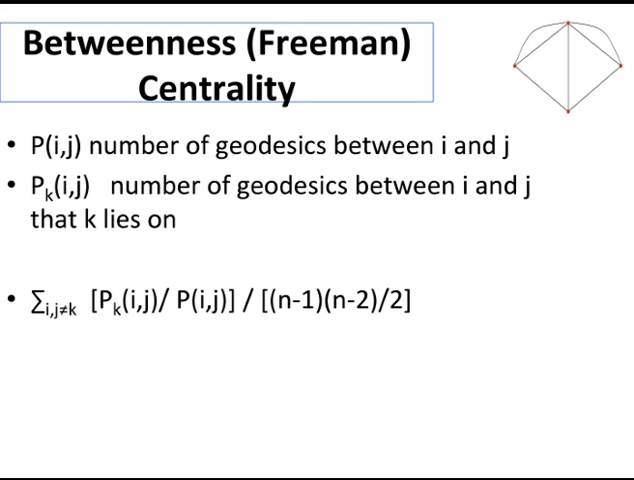 Betweenness (Freeman)
Centrality
• P(i,j) number of geodesics between i and j
• Pₖ(i,j) number of geodesics between i and j
that k lies on
• ∑ᵢ,ⱼ≠ₖ [Pₖ(i,j)/ P(i,j)] / [(n-1)(n-2)/2]